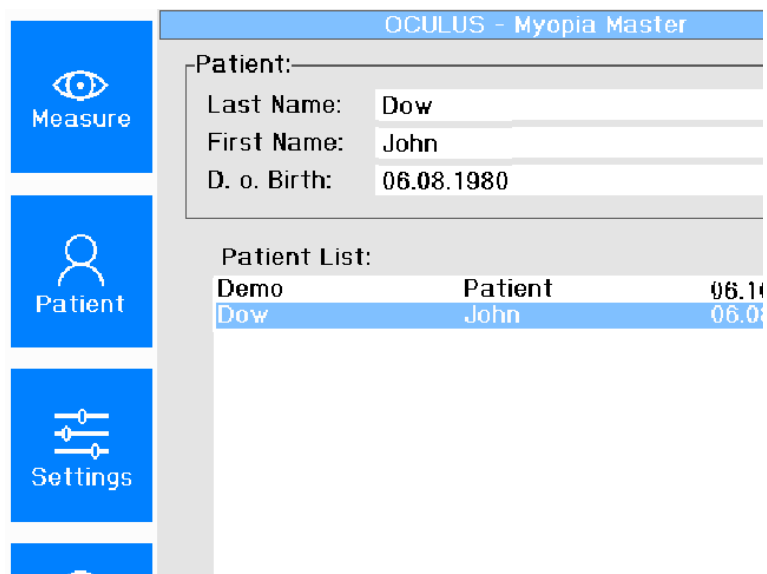 OCULUS - Myopia Master
Measure
Patient:
Last Name: Dow
First Name: John
D. o. Birth: 06.08.1980
Patient
Patient List:
Demo Patient
Dow John
Settings